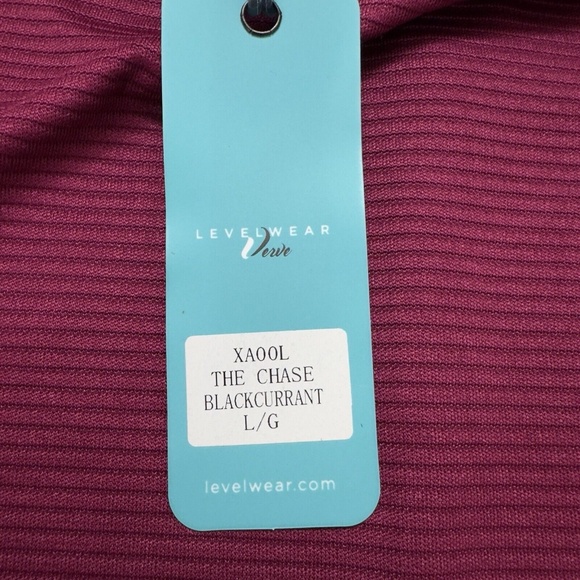 LEVELWEAR
Verve
XA00L
THE CHASE
BLACKCURRANT
L/G
levelwear.com